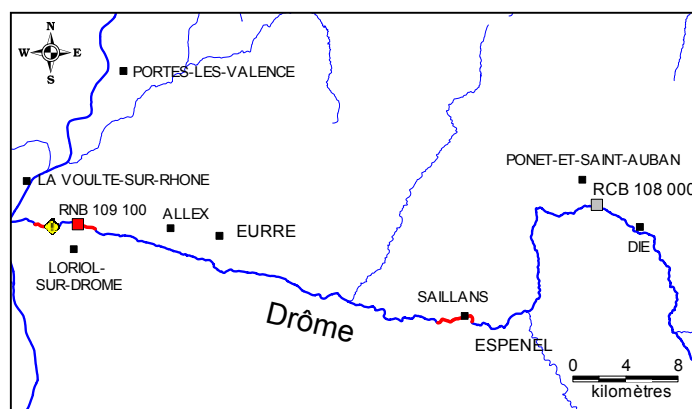 N
W E
S
PORTES-LES-VALENCE
PONET-ET-SAINT-AUBAN
LA VOULTE-SUR-RHONE
RCB 108 000
RNB 109 100
ALLEX
EURRE
DIE
LORIOL-
SUR-DROME
SAILLANS
Drôme
ESPENEL
0 4 8
kilomètres